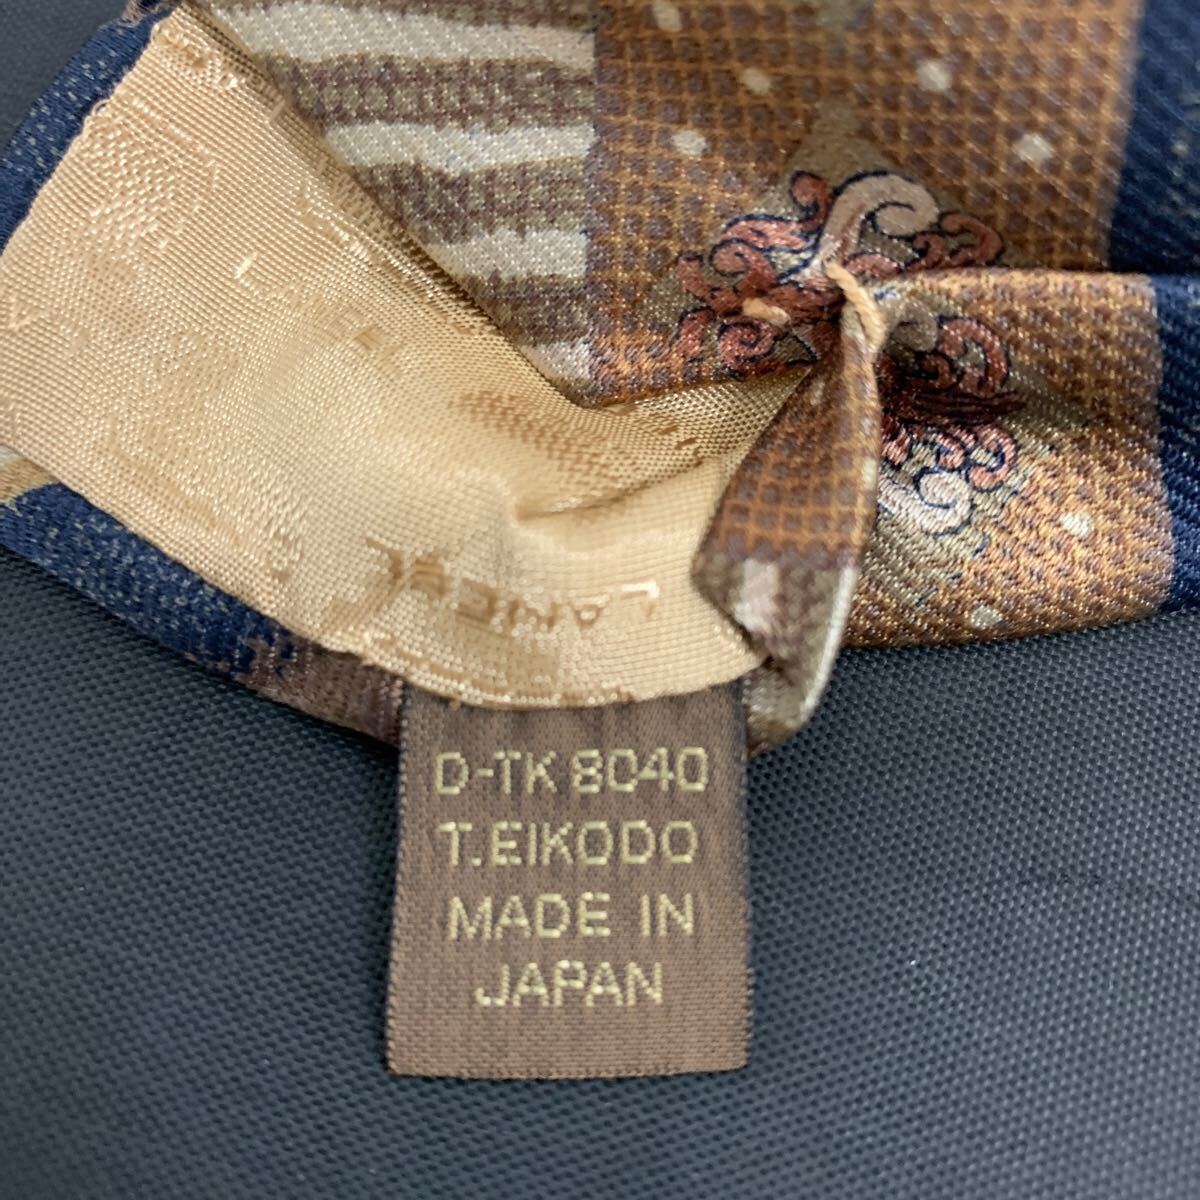 D-TK 8040
T.EIKODO
MADE IN
JAPAN